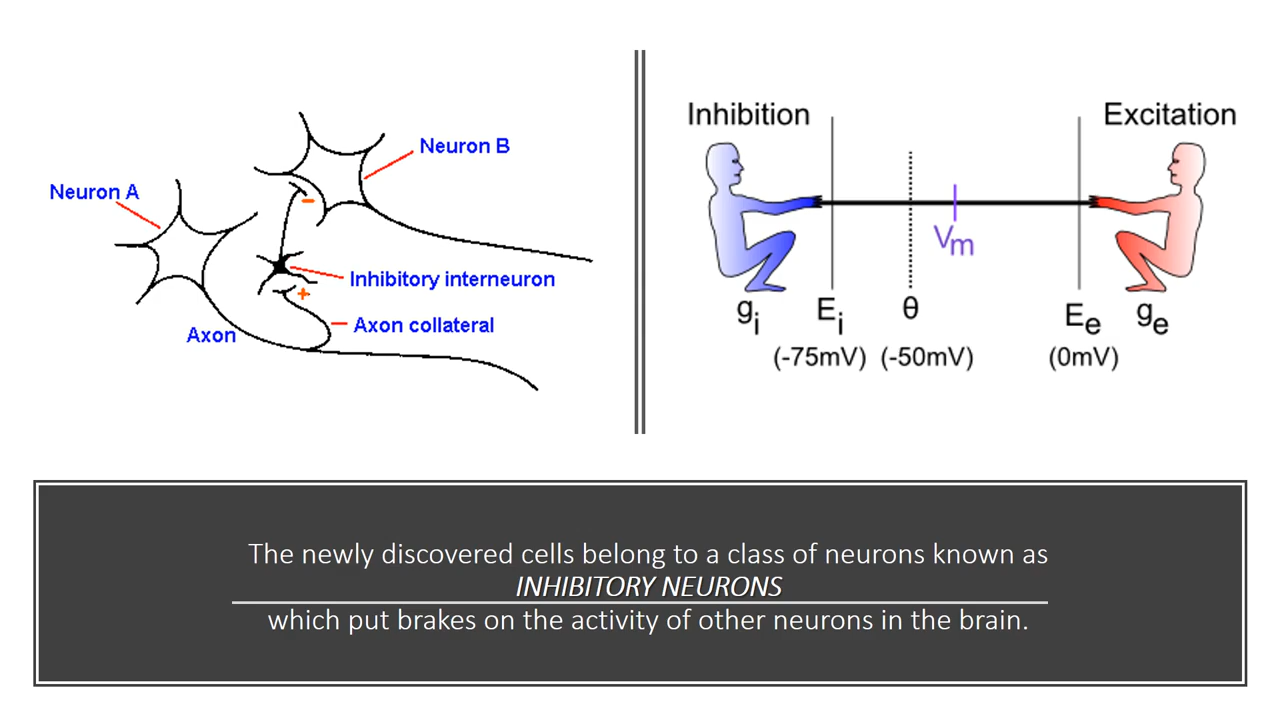 Neuron B
Neuron A
-
Inhibitory interneuron
+
Axon collateral
Axon
Inhibition
Excitation
Vm
gi
Ei
θ
Ee
ge
(-75mV)
(-50mV)
(0mV)
The newly discovered cells belong to a class of neurons known as
INHIBITORY NEURONS
which put brakes on the activity of other neurons in the brain.